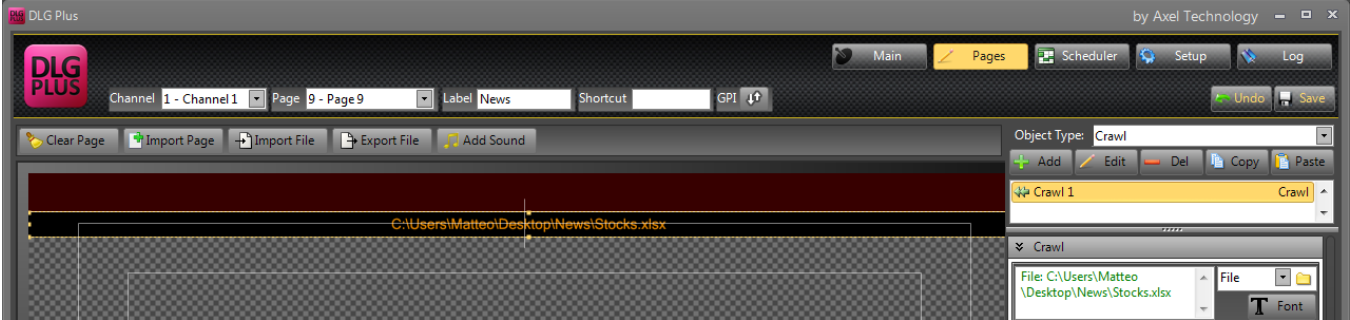 DLG Plus
by Axel Technology
DLG
PLUS
Main
Pages
Scheduler
Setup
Log
Channel 1 - Channel 1 Page 9 - Page 9 Label News Shortcut GPI
Undo
Save
Clear Page
Import Page
Import File
Export File
Add Sound
Object Type: Crawl
Add
Edit
Del
Copy
Paste
Crawl 1 Crawl
C:\Users\Matteo\Desktop\News\Stocks.xlsx
Crawl
File: C:\Users\Matteo
\Desktop\News\Stocks.xlsx
File
T Font